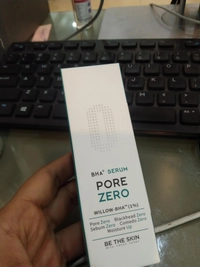 BHA+ SERUM
PORE
ZERO
WILLOW-BHA™ (1%)
Pore Zero Blackhead Zero
Sebum Zero Comedo Zero
Moisture Up
BE THE SKIN